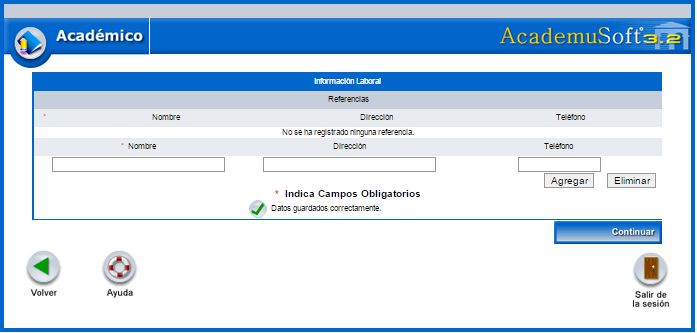 Académico
AcademuSoft® 3.2
Información Laboral
Referencias
* Nombre Dirección Teléfono
No se ha registrado ninguna referencia.
* Nombre Dirección Teléfono
Agregar Eliminar
* Indica Campos Obligatorios
Datos guardados correctamente.
Continuar
Volver Ayuda Salir de
la sesión